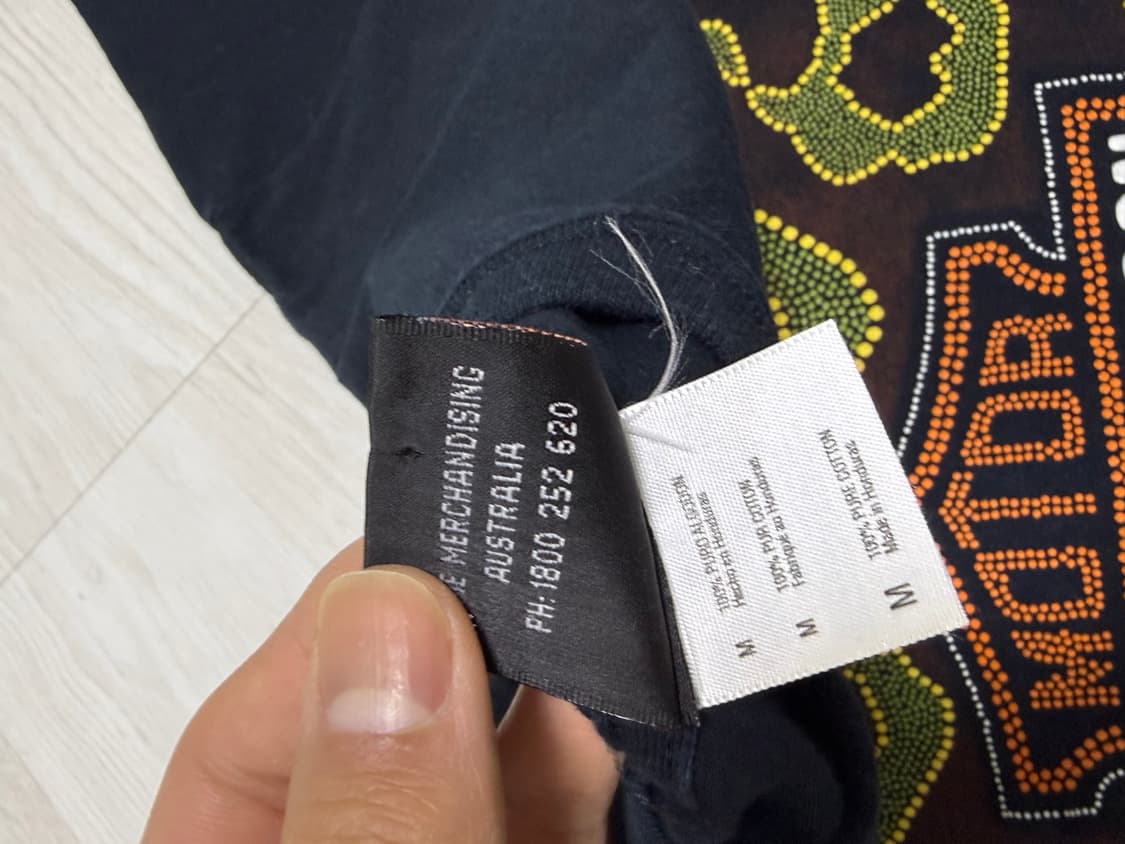 MERCHANDISING
AUSTRALIA
PH:1800 252 620
M
100% PURO ALGODON
Hecho en Honduras
M
100% PUR COTON
Fabriqué au Honduras
M
100% PURE COTTON
Made in Honduras
MOTOR